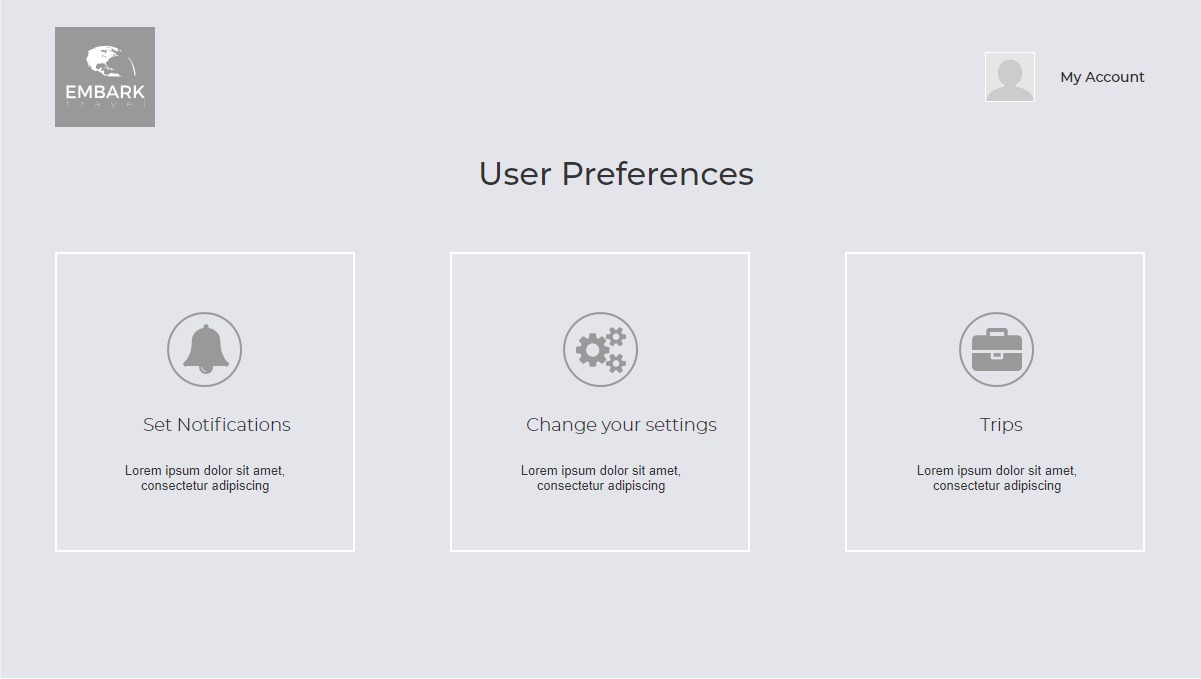 EMBARK
travel
My Account
User Preferences
Set Notifications
Lorem ipsum dolor sit amet,
consectetur adipiscing
Change your settings
Lorem ipsum dolor sit amet,
consectetur adipiscing
Trips
Lorem ipsum dolor sit amet,
consectetur adipiscing